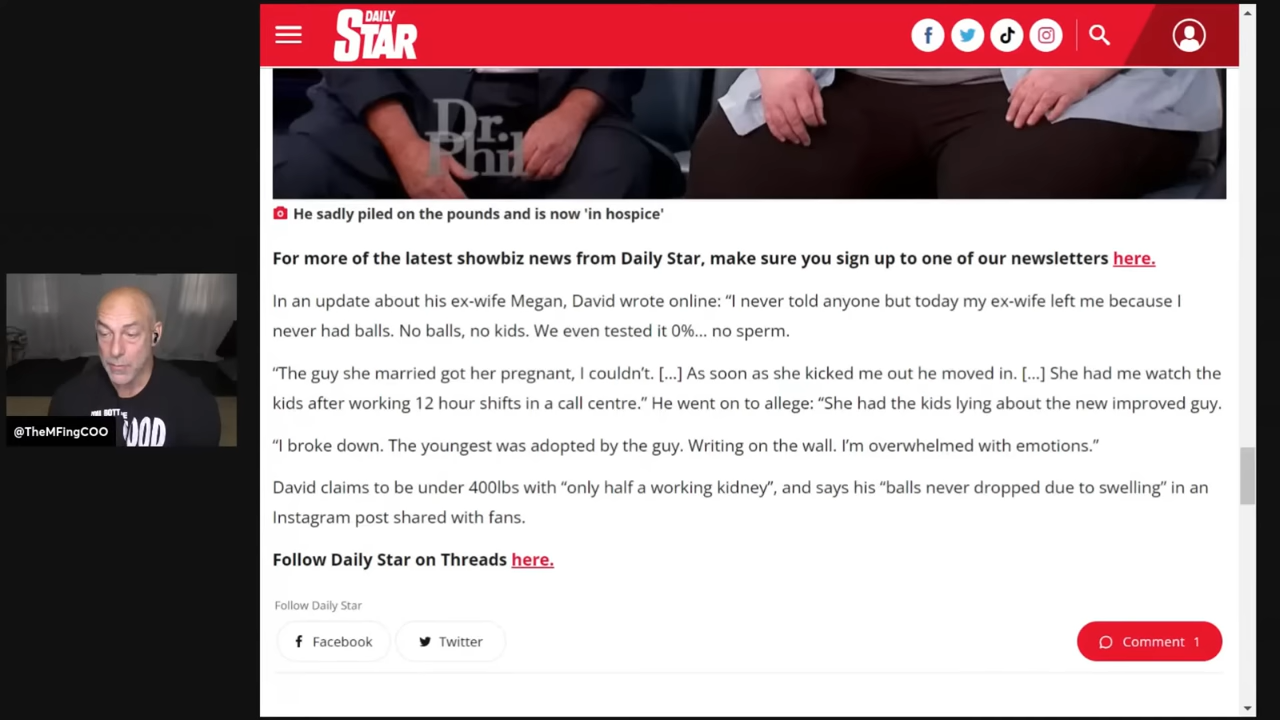 DAILY
STAR
Dr.
Phil
He sadly piled on the pounds and is now 'in hospice'
For more of the latest showbiz news from Daily Star, make sure you sign up to one of our newsletters here.
In an update about his ex-wife Megan, David wrote online: “I never told anyone but today my ex-wife left me because I
never had balls. No balls, no kids. We even tested it 0%... no sperm.
“The guy she married got her pregnant, I couldn’t. [...] As soon as she kicked me out he moved in. [...] She had me watch the
kids after working 12 hour shifts in a call centre.” He went on to allege: “She had the kids lying about the new improved guy.
“I broke down. The youngest was adopted by the guy. Writing on the wall. I’m overwhelmed with emotions.”
David claims to be under 400lbs with “only half a working kidney”, and says his “balls never dropped due to swelling” in an
Instagram post shared with fans.
Follow Daily Star on Threads here.
Follow Daily Star
Facebook
Twitter
Comment 1
@TheMFingCOO